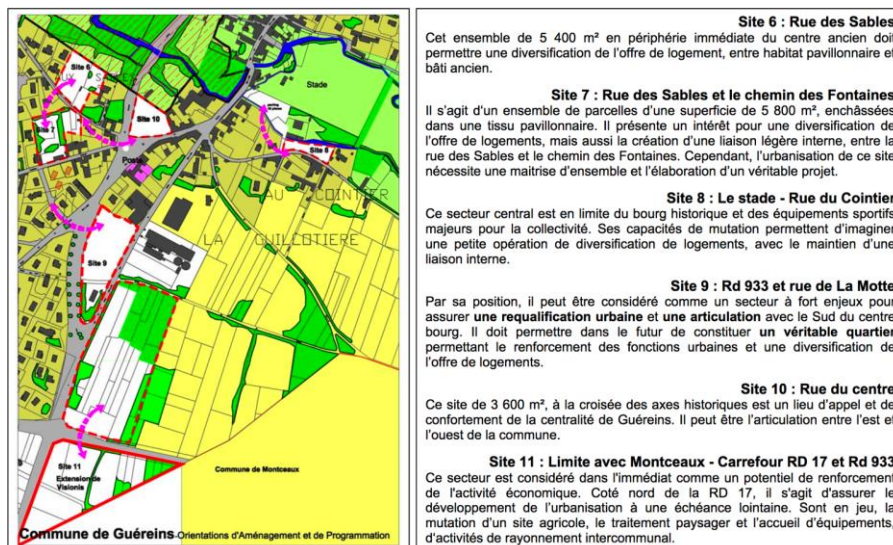 Site 6
AUX SABLES
Site 10
Stade
Site 7
Poste
Site 8
AU COINTIER
LA GUILLOTIERE
Site 9
Site 11
Extension de
Visionis
Commune de Montceaux
Commune de Guéreins-Orientations d'Aménagement et de Programmation
Site 6 : Rue des Sables
Cet ensemble de 5 400 m² en périphérie immédiate du centre ancien doit
permettre une diversification de l'offre de logement, entre habitat pavillonnaire et
bâti ancien.
Site 7 : Rue des Sables et le chemin des Fontaines
Il s'agit d'un ensemble de parcelles d'une superficie de 5 800 m², enchâssées
dans une tissu pavillonnaire. Il présente un intérêt pour une diversification de
l'offre de logements, mais aussi la création d'une liaison légère interne, entre la
rue des Sables et le chemin des Fontaines. Cependant, l'urbanisation de ce site
nécessite une maitrise d'ensemble et l'élaboration d'un véritable projet.
Site 8 : Le stade - Rue du Cointier
Ce secteur central est en limite du bourg historique et des équipements sportifs
majeurs pour la collectivité. Ses capacités de mutation permettent d'imaginer
une petite opération de diversification de logements, avec le maintien d'une
liaison interne.
Site 9 : Rd 933 et rue de La Motte
Par sa position, il peut être considéré comme un secteur à fort enjeux pour
assurer une requalification urbaine et une articulation avec le Sud du centre
bourg. Il doit permettre dans le futur de constituer un véritable quartier
permettant le renforcement des fonctions urbaines et une diversification de
l'offre de logements.
Site 10 : Rue du centre
Ce site de 3 600 m², à la croisée des axes historiques est un lieu d'appel et de
confortement de la centralité de Guéreins. Il peut être l'articulation entre l'est et
l'ouest de la commune.
Site 11 : Limite avec Montceaux - Carrefour RD 17 et Rd 933
Ce secteur est considéré dans l'immédiat comme un potentiel de renforcement
de l'activité économique. Coté nord de la RD 17, il s'agit d'assurer le
développement de l'urbanisation à une échéance lointaine. Sont en jeu, la
mutation d'un site agricole, le traitement paysager et l'accueil d'équipements,
d'activités de rayonnement intercommunal.